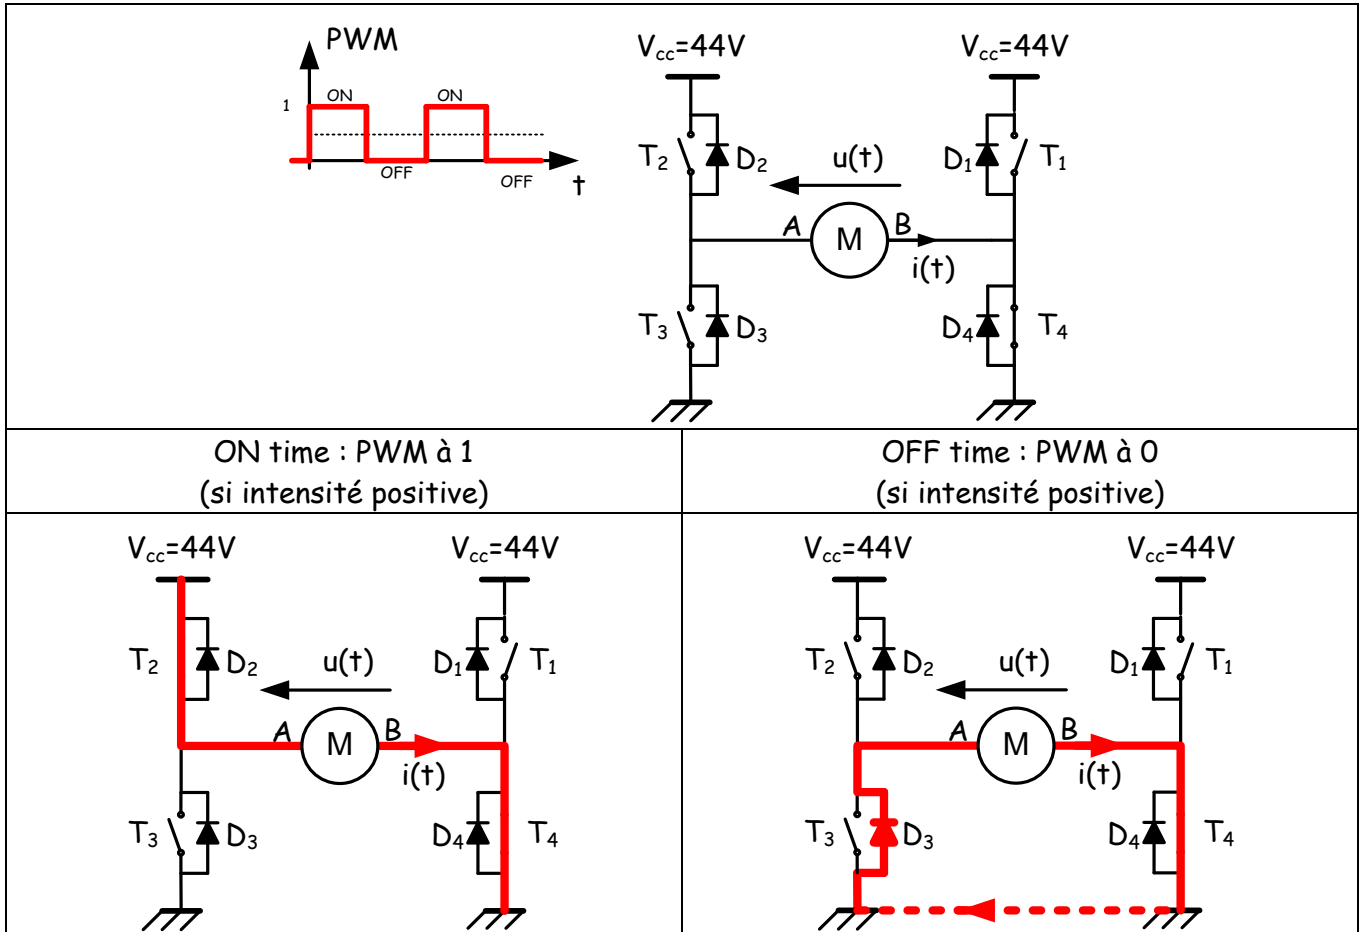 PWM
1
ON
ON
OFF
OFF
t
Vcc=44V
Vcc=44V
T2
D2
u(t)
D1
T1
A
M
B
i(t)
T3
D3
D4
T4
ON time : PWM à 1
(si intensité positive)
OFF time : PWM à 0
(si intensité positive)
Vcc=44V
Vcc=44V
T2
D2
u(t)
D1
T1
A
M
B
i(t)
T3
D3
D4
T4
Vcc=44V
Vcc=44V
T2
D2
u(t)
D1
T1
A
M
B
i(t)
T3
D3
D4
T4